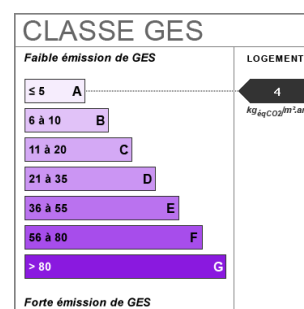 CLASSE GES
Faible émission de GES
LOGEMENT
≤ 5 A
4
kgéqCO2/m².an
6 à 10 B
11 à 20 C
21 à 35 D
36 à 55 E
56 à 80 F
> 80 G
Forte émission de GES